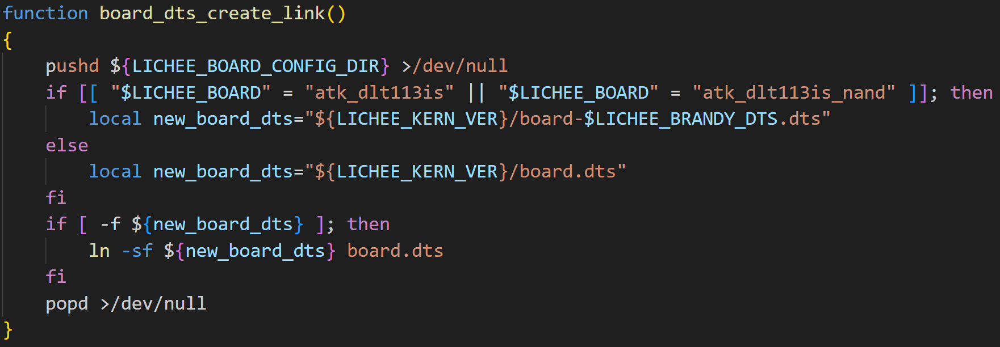 function board_dts_create_link()
{
    pushd ${LICHEE_BOARD_CONFIG_DIR} >/dev/null
    if [[ "$LICHEE_BOARD" = "atk_dlt113is" || "$LICHEE_BOARD" = "atk_dlt113is_nand" ]]; then
        local new_board_dts="${LICHEE_KERN_VER}/board-$LICHEE_BRANDY_DTS.dts"
    else
        local new_board_dts="${LICHEE_KERN_VER}/board.dts"
    fi
    if [ -f ${new_board_dts} ]; then
        ln -sf ${new_board_dts} board.dts
    fi
    popd >/dev/null
}